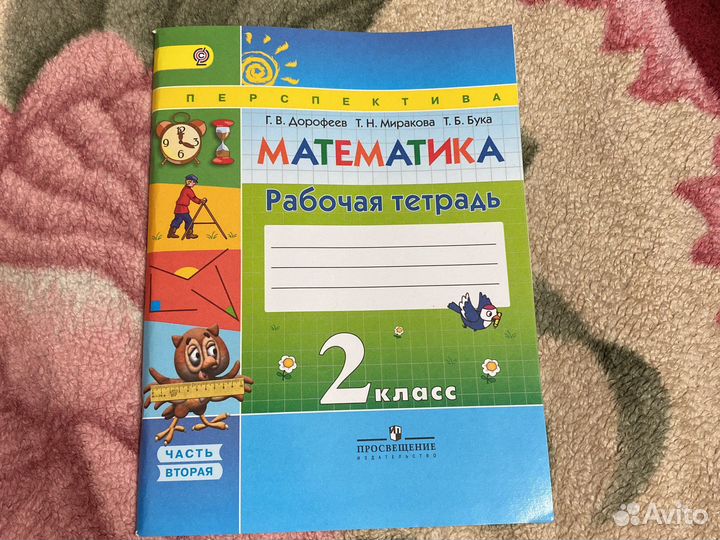 ПЕРСПЕКТИВА
Г. В. Дорофеев Т. Н. Миракова Т. Б. Бука
МАТЕМАТИКА
Рабочая тетрадь
2 класс
ПРОСВЕЩЕНИЕ
ИЗДАТЕЛЬСТВО
ЧАСТЬ
ВТОРАЯ
Avito